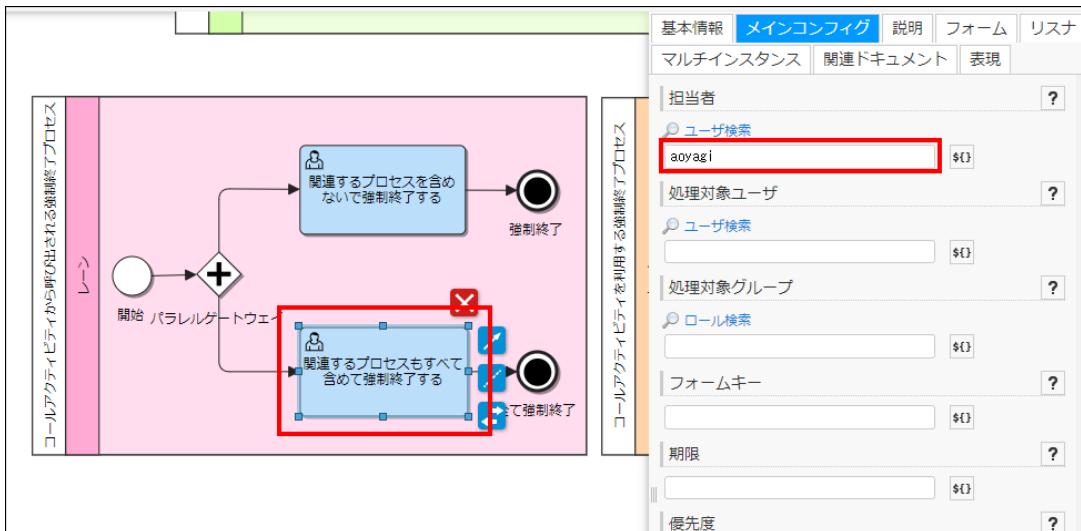 基本情報 メインコンフィグ 説明 フォーム リスナ
マルチインスタンス 関連ドキュメント 表現
担当者 ?
ユーザ検索
aoyagi ${}
処理対象ユーザ ?
ユーザ検索
${}
処理対象グループ ?
ロール検索
${}
フォームキー ?
${}
期限 ?
${}
優先度 ?
コールアクティビティから呼び出される強制終了プロセス
レーン
開始
パラレルゲートウェイ
関連するプロセスを含め
ないで強制終了する
強制終了
関連するプロセスもすべて
含めて強制終了する
全て強制終了
コールアクティビティを利用する強制終了プロセス